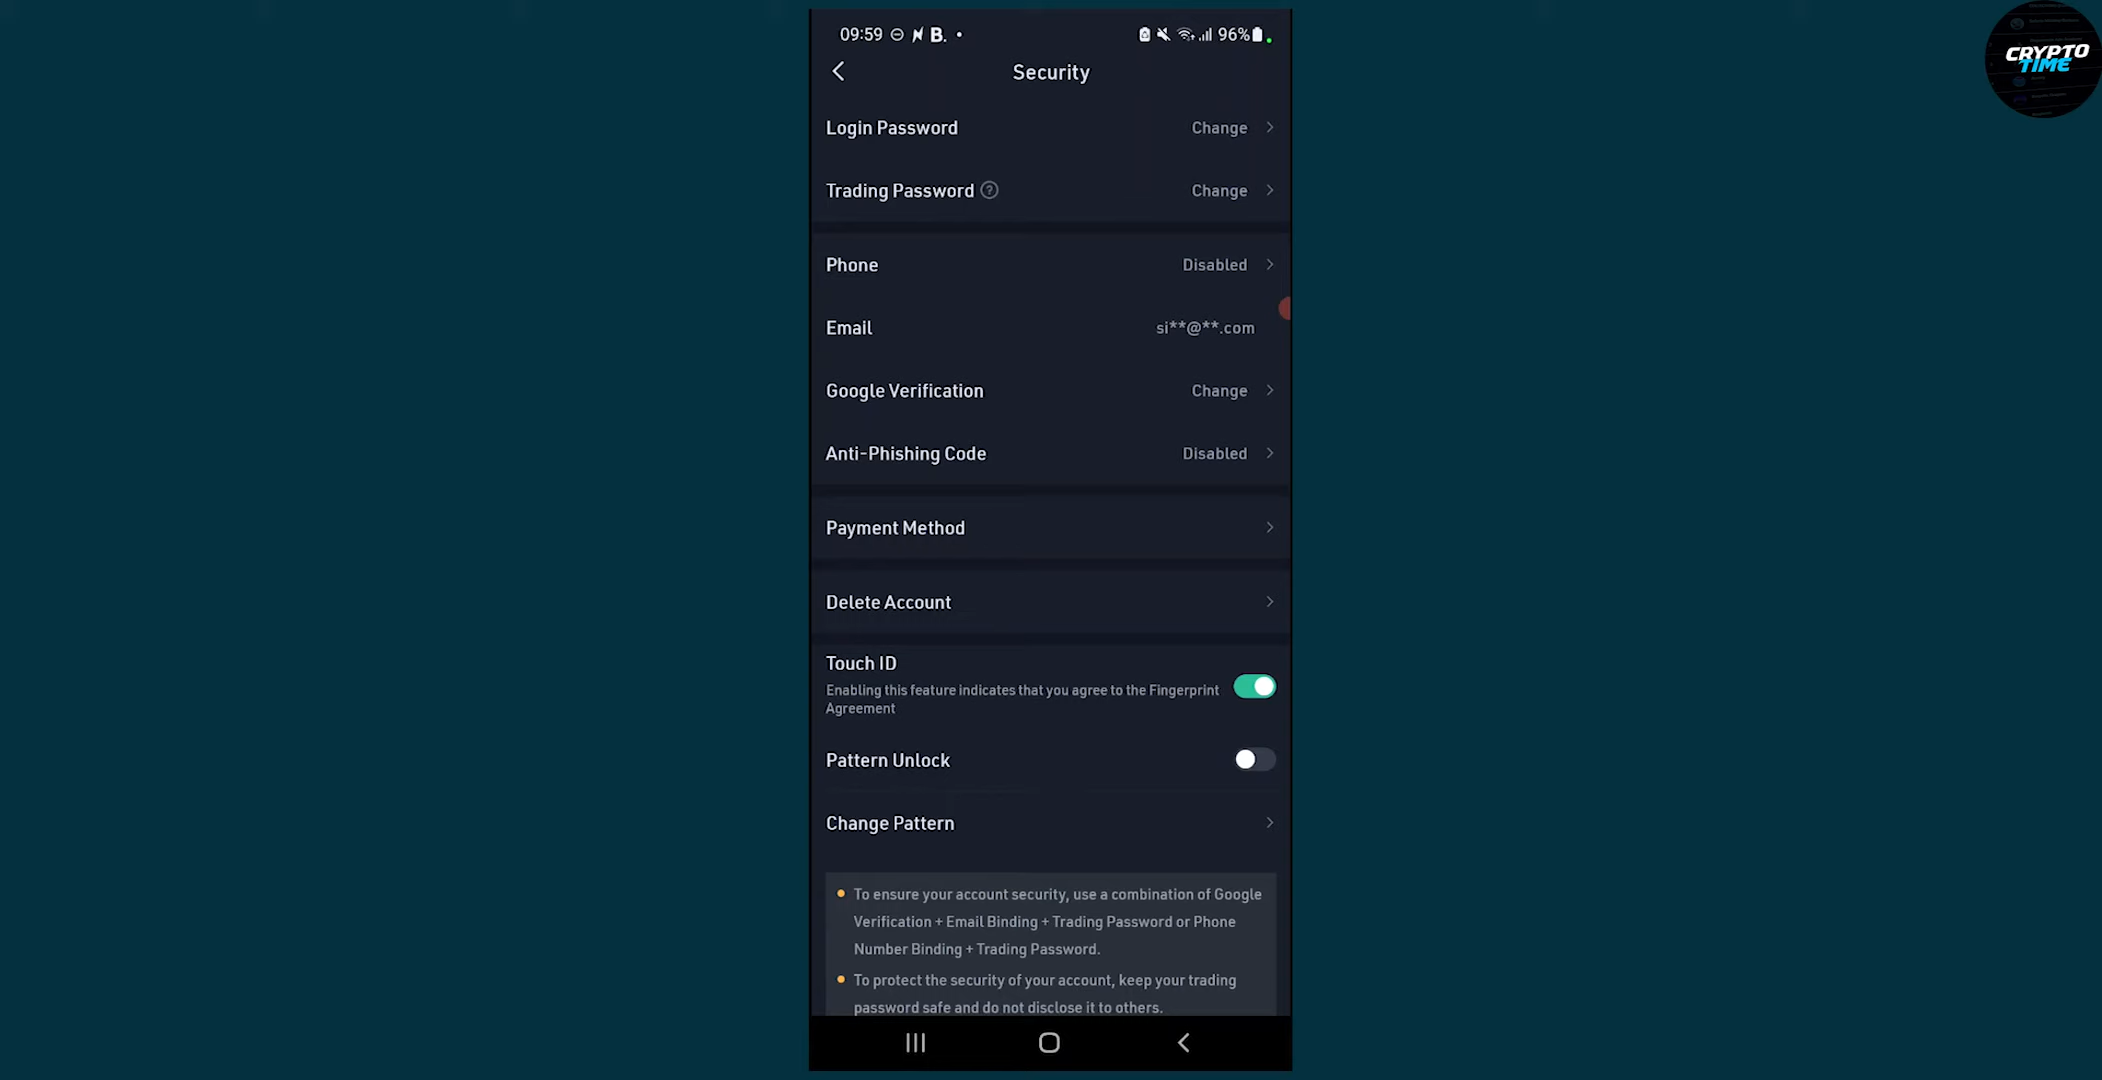 09:59 B. 96%
CRYPTO
TIME
Security
Login Password Change
Trading Password ? Change
Phone Disabled
Email si**@**.com
Google Verification Change
Anti-Phishing Code Disabled
Payment Method
Delete Account
Touch ID
Enabling this feature indicates that you agree to the Fingerprint
Agreement
Pattern Unlock
Change Pattern
To ensure your account security, use a combination of Google
Verification + Email Binding + Trading Password or Phone
Number Binding + Trading Password.
To protect the security of your account, keep your trading
password safe and do not disclose it to others.